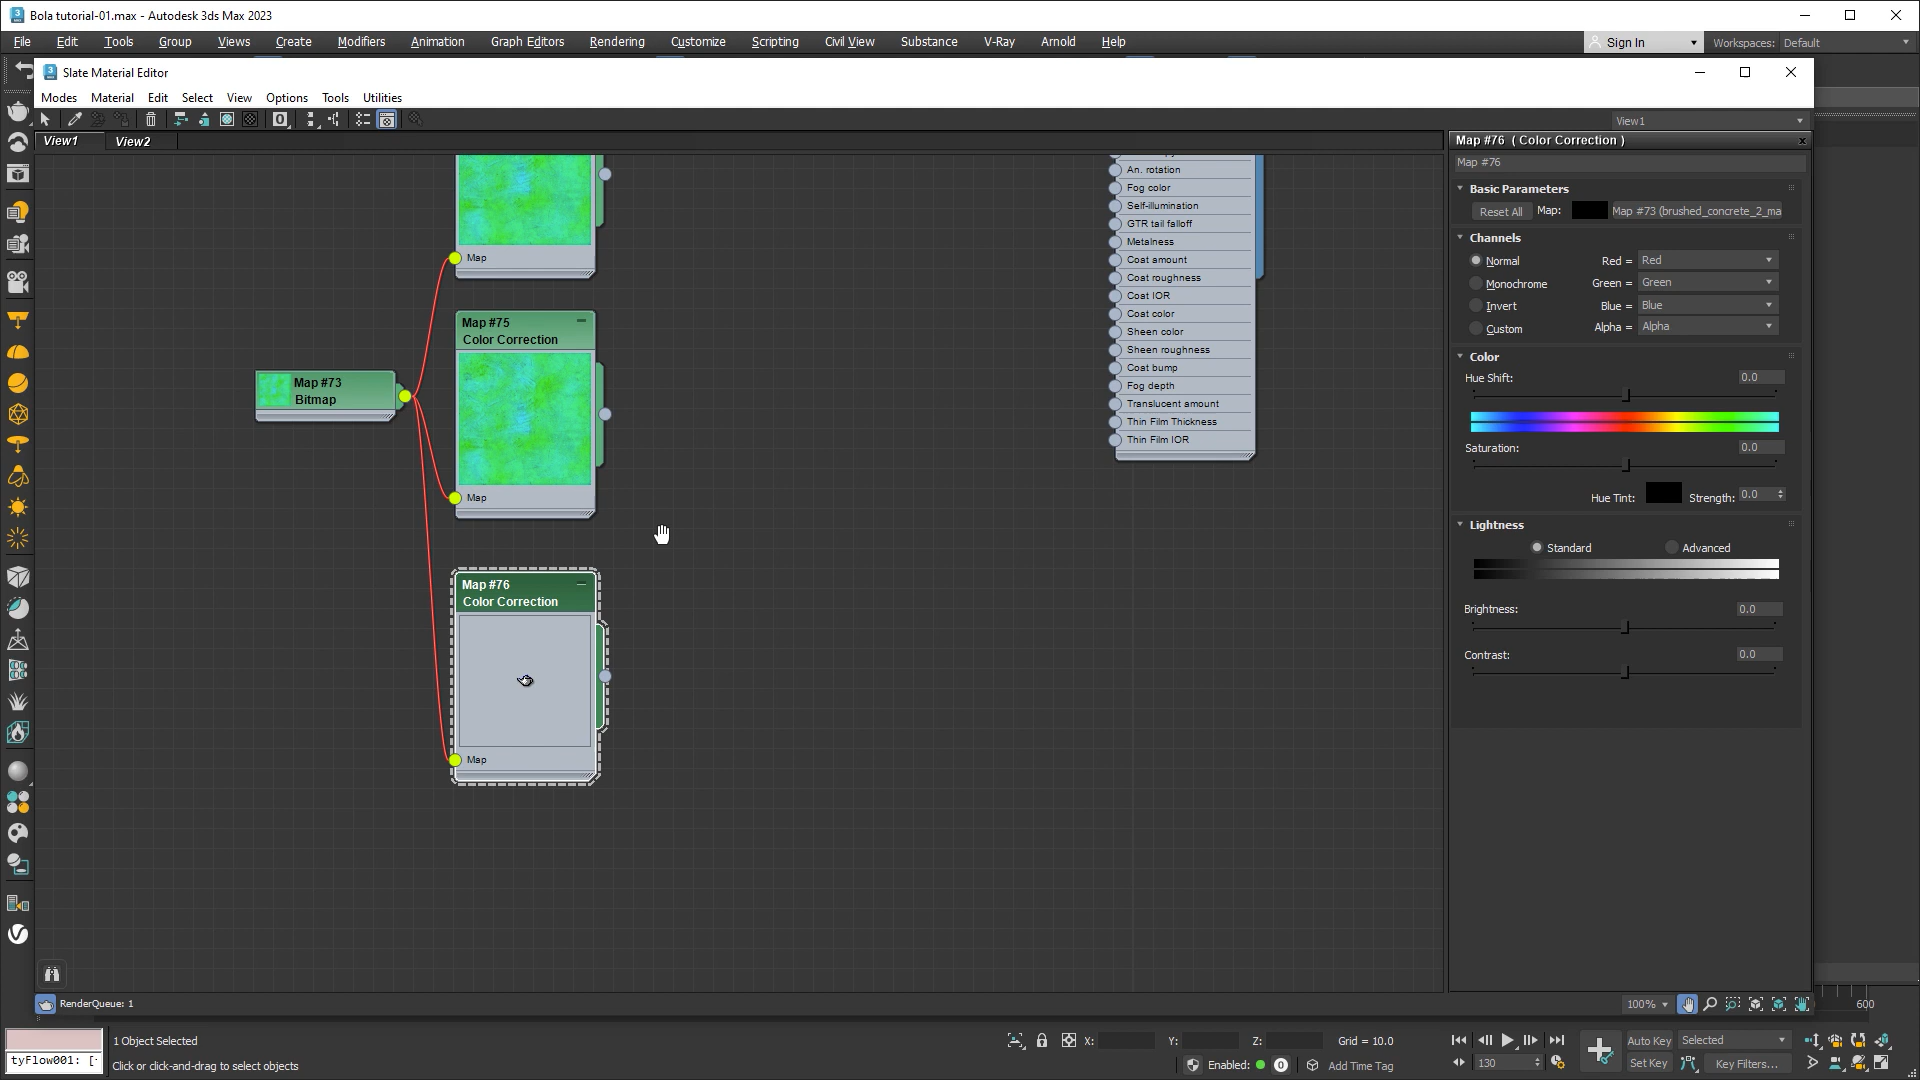 Bola tutorial-01.max - Autodesk 3ds Max 2023
File Edit Tools Group Views Create Modifiers Animation Graph Editors Rendering Customize Scripting Civil View Substance V-Ray Arnold Help
Sign In
Workspaces: Default
Slate Material Editor
Modes Material Edit Select View Options Tools Utilities
View1
View1 View2
Map #76 ( Color Correction )
Map #76
Basic Parameters
Reset All Map: Map #73 (brushed_concrete_2_ma
Channels
Normal Red = Red
Monochrome Green = Green
Invert Blue = Blue
Custom Alpha = Alpha
Color
Hue Shift: 0.0
Saturation: 0.0
Hue Tint: Strength: 0.0
Lightness
Standard Advanced
Brightness: 0.0
Contrast: 0.0
Map
Map #75
Color Correction
Map
Map #73
Bitmap
Map #76
Color Correction
Map
An. rotation
Fog color
Self-illumination
GTR tail falloff
Metalness
Coat amount
Coat roughness
Coat IOR
Coat color
Sheen color
Sheen roughness
Coat bump
Fog depth
Translucent amount
Thin Film Thickness
Thin Film IOR
RenderQueue: 1
100%
600
1 Object Selected
X: Y: Z: Grid = 10.0
Auto Key Selected
tyFlow001: [
Click or click-and-drag to select objects
Enabled: 0 Add Time Tag
130
Set Key Key Filters...